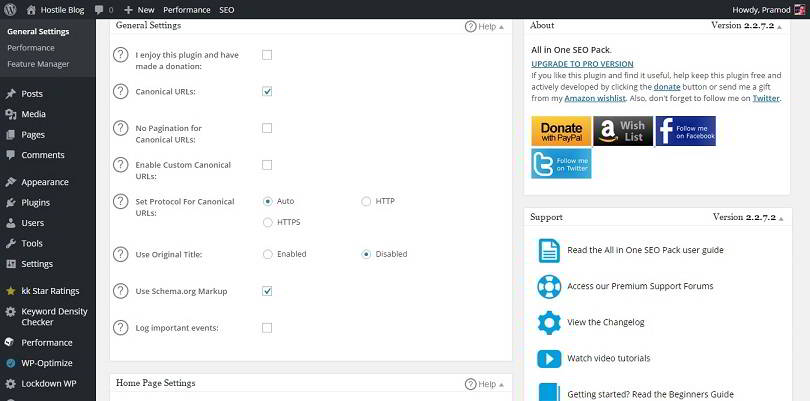 Hostile Blog
0
New
Performance
SEO
Howdy, Pramod
General Settings
Performance
Feature Manager
Posts
Media
Pages
Comments
Appearance
Plugins
Users
Tools
Settings
kk Star Ratings
Keyword Density
Checker
Performance
WP-Optimize
Lockdown WP
General Settings
Help
I enjoy this plugin and have
made a donation:
Canonical URLs:
No Pagination for
Canonical URLs:
Enable Custom Canonical
URLs:
Set Protocol For Canonical
URLs:
Auto
HTTP
HTTPS
Use Original Title:
Enabled
Disabled
Use Schema.org Markup
Log important events:
Home Page Settings
Help
About
Version 2.2.7.2
All in One SEO Pack.
UPGRADE TO PRO VERSION
If you like this plugin and find it useful, help keep this plugin free and
actively developed by clicking the donate button or send me a gift
from my Amazon wishlist. Also, don't forget to follow me on Twitter.
Donate
with PayPal
Wish
List
Follow me
on Facebook
Follow me
on Twitter
Support
Version 2.2.7.2
Read the All in One SEO Pack user guide
Access our Premium Support Forums
View the Changelog
Watch video tutorials
Getting started? Read the Beginners Guide